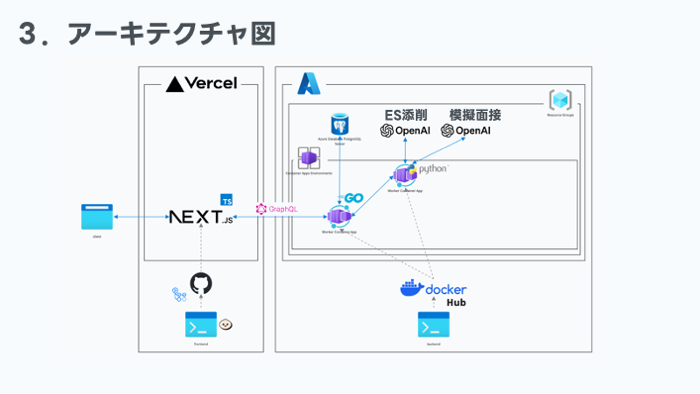 3．アーキテクチャ図
Vercel
ES添削
模擬面接
OpenAI
OpenAI
Resource Groups
Azure Database PostgreSQL
Server
Container Apps Environments
python
Worker Container App
TS
GO
NEXT.JS
GraphQL
client
Worker Container App
docker
Hub
frontend
backend